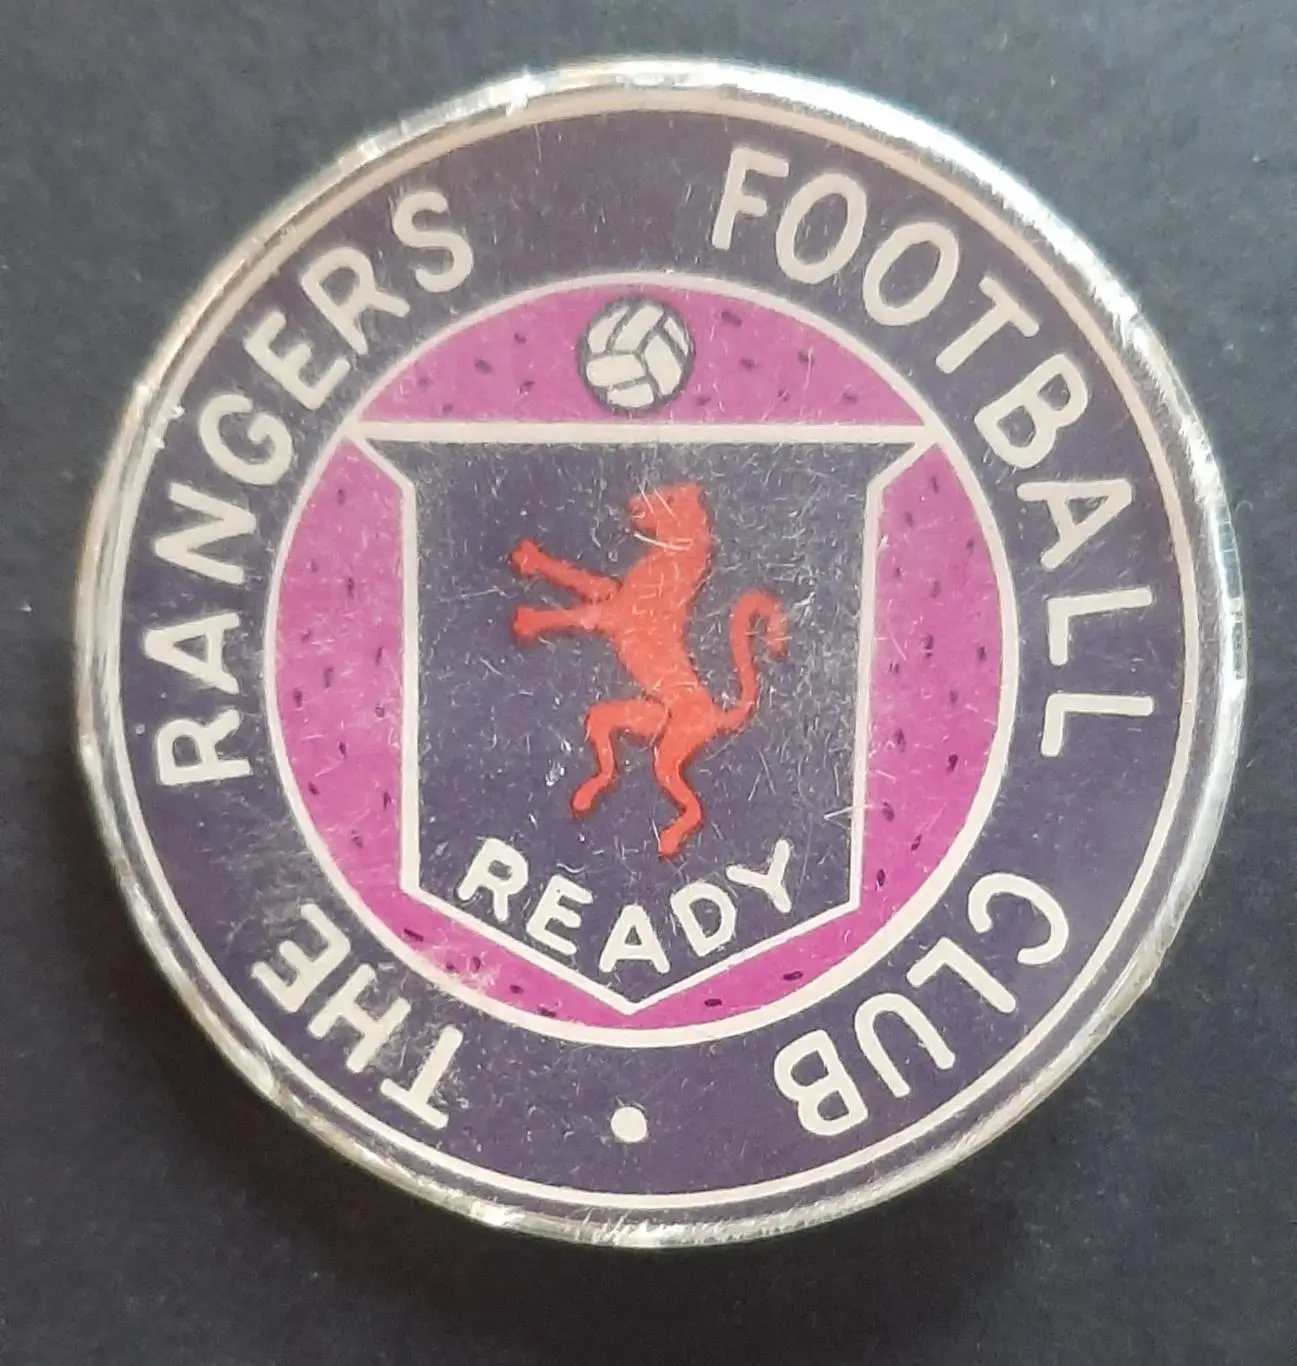 THE RANGERS FOOTBALL CLUB •
READY